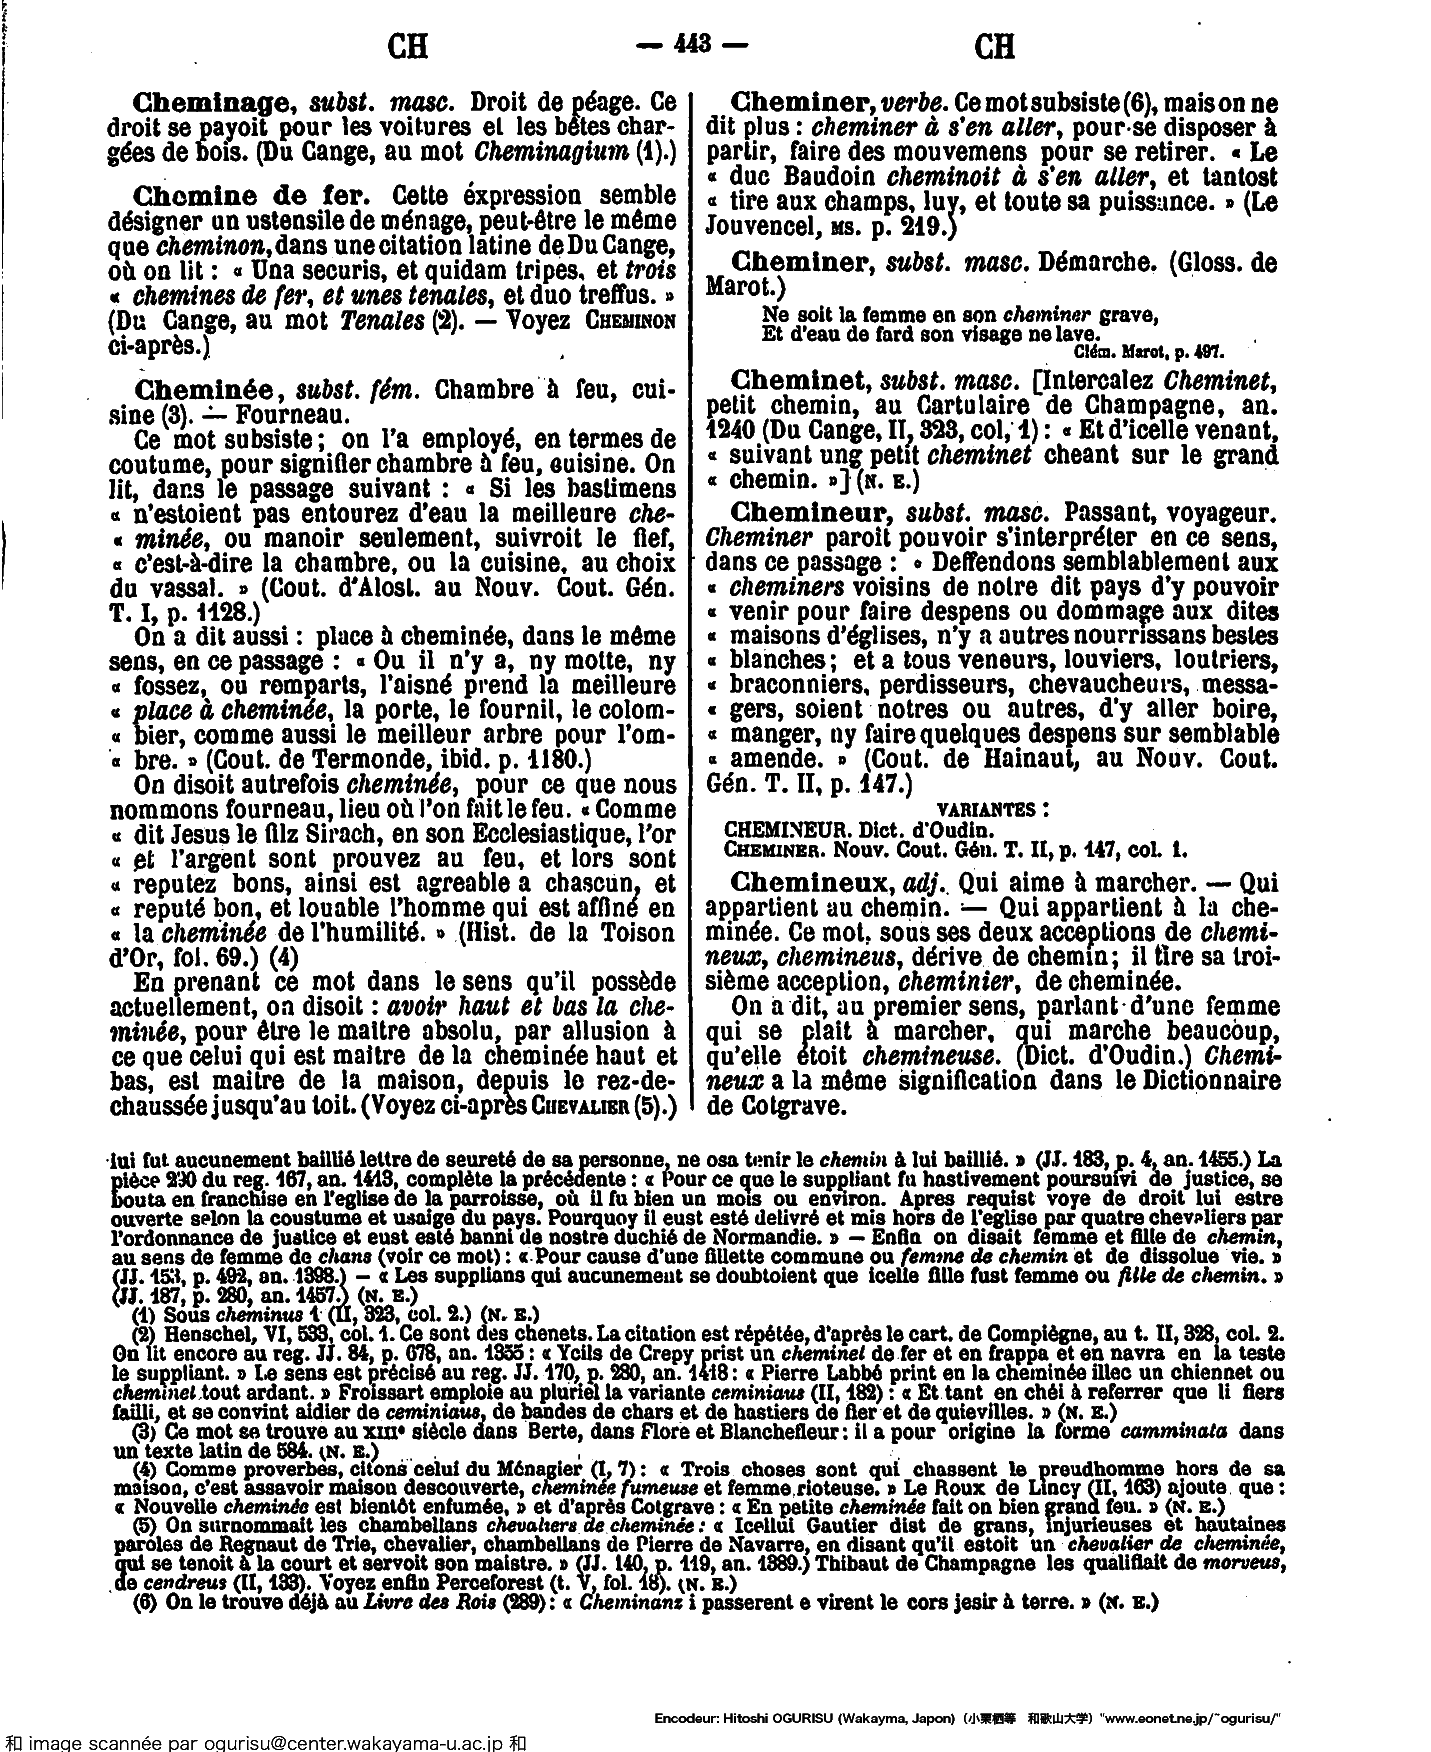 CH — 443 — CH
Cheminage, subst. masc. Droit de péage. Ce
droit se payoit pour les voitures et les bêtes char-
gées de bois. (Du Cange, au mot Cheminagium (1).)
Chemine de fer. Cette éxpression semble
désigner un ustensile de ménage, peut-être le même
que cheminon, dans une citation latine de Du Cange,
où on lit : « Una securis, et quidam tripes, et trois
« chemines de fer, et unes tenales, et duo treffus. »
(Du Cange, au mot Tenales (2). — Voyez CHEMINON
ci-après.)
Cheminée, subst. fém. Chambre à feu, cui-
sine (3). — Fourneau.
Ce mot subsiste ; on l'a employé, en termes de
coutume, pour signifier chambre à feu, cuisine. On
lit, dans le passage suivant : « Si les bastimens
« n'estoient pas entourez d'eau la meilleure che-
« minée, ou manoir seulement, suivroit le fief,
« c'est-à-dire la chambre, ou la cuisine, au choix
du vassal. » (Cout. d'Alost. au Nouv. Cout. Gén.
T. I, p. 1128.)
On a dit aussi : place à cheminée, dans le même
sens, en ce passage : « Ou il n'y a, ny motte, ny
« fossez, ou remparts, l'aisné prend la meilleure
« place à cheminée, la porte, le fournil, le colom-
« bier, comme aussi le meilleur arbre pour l'om-
« bre. » (Cout. de Termonde, ibid. p. 1180.)
On disoit autrefois cheminée, pour ce que nous
nommons fourneau, lieu où l'on fait le feu. « Comme
« dit Jesus le filz Sirach, en son Ecclesiastique, l'or
« et l'argent sont prouvez au feu, et lors sont
« reputez bons, ainsi est agreable a chascun, et
« reputé bon, et louable l'homme qui est affiné en
« la cheminée de l'humilité. » (Hist. de la Toison
d'Or, fol. 69.) (4)
En prenant ce mot dans le sens qu'il possède
actuellement, on disoit : avoir haut et bas la che-
minée, pour être le maitre absolu, par allusion à
ce que celui qui est maitre de la cheminée haut et
bas, est maitre de la maison, depuis le rez-de-
chaussée jusqu'au toit. (Voyez ci-après CHEVALIER (5).)
Cheminer, verbe. Ce mot subsiste (6), mais on ne
dit plus : cheminer à s'en aller, pour se disposer à
partir, faire des mouvemens pour se retirer. « Le
« duc Baudoin cheminoit à s'en aller, et tantost
« tire aux champs, luy, et toute sa puissance. » (Le
Jouvencel, MS. p. 219.)
Cheminer, subst. masc. Démarche. (Gloss. de
Marot.)
Ne soit la femme en son cheminer grave,
Et d'eau de fard son visage ne lave.
Clém. Marot, p. 497.
Cheminet, subst. masc. [Intercalez Cheminet,
petit chemin, au Cartulaire de Champagne, an.
1240 (Du Cange, II, 323, col, 1) : « Et d'icelle venant,
« suivant ung petit cheminet cheant sur le grand
« chemin. »] (N. E.)
Chemineur, subst. masc. Passant, voyageur.
Cheminer paroit pouvoir s'interpréter en ce sens,
dans ce passage : « Deffendons semblablement aux
« cheminers voisins de notre dit pays d'y pouvoir
« venir pour faire despens ou dommage aux dites
« maisons d'églises, n'y a autres nourrissans bestes
« blanches ; et a tous veneurs, louviers, loutriers,
« braconniers, perdisseurs, chevaucheurs, messa-
« gers, soient notres ou autres, d'y aller boire,
« manger, ny faire quelques despens sur semblable
« amende. » (Cout. de Hainaut, au Nouv. Cout.
Gén. T. II, p. 147.)
VARIANTES :
CHEMINEUR. Dict. d'Oudin.
CHEMINER. Nouv. Cout. Gén. T. II, p. 147, col. 1.
Chemineux, adj. Qui aime à marcher. — Qui
appartient au chemin. — Qui appartient à la che-
minée. Ce mot, sous ses deux acceptions de chemi-
neux, chemineus, dérive de chemin ; il tire sa troi-
sième acception, cheminier, de cheminée.
On a dit, au premier sens, parlant d'une femme
qui se plait à marcher, qui marche beaucoup,
qu'elle étoit chemineuse. (Dict. d'Oudin.) Chemi-
neux a la même signification dans le Dictionnaire
de Cotgrave.
lui fut aucunement baillié lettre de seureté de sa personne, ne osa tenir le chemin à lui baillié. » (JJ. 183, p. 4, an. 1455.) La
pièce 290 du reg. 167, an. 1413, complète la précédente : « Pour ce que le suppliant fu hastivement poursuivi de justice, se
bouta en franchise en l'eglise de la parroisse, où il fu bien un mois ou environ. Apres requist voye de droit lui estre
ouverte selon la coustume et usaige du pays. Pourquoy il eust esté delivré et mis hors de l'eglise par quatre chevaliers par
l'ordonnance de justice et eust esté banni de nostre duchié de Normandie. » — Enfin on disait femme et fille de chemin,
au sens de femme de chans (voir ce mot) : « Pour cause d'une fillette commune ou femme de chemin et de dissolue vie. »
(JJ. 153, p. 492, an. 1398.) — « Les supplians qui aucunement se doubtoient que icelle fille fust femme ou fille de chemin. »
(JJ. 187, p. 280, an. 1457.) (N. E.)
(1) Sous cheminus 1 (II, 323, col. 2.) (N. E.)
(2) Henschel, VI, 533, col. 1. Ce sont des chenets. La citation est répétée, d'après le cart. de Compiègne, au t. II, 328, col. 2.
On lit encore au reg. JJ. 84, p. 678, an. 1355 : « Ycils de Crepy prist un cheminel de fer et en frappa et en navra en la teste
le suppliant. » Le sens est précisé au reg. JJ. 170, p. 280, an. 1418 : « Pierre Labbé print en la cheminée illec un chiennet ou
cheminel tout ardant. » Froissart emploie au pluriel la variante ceminiaus (II, 182) : « Et tant en chéi à referrer que li fiers
failli, et se convint aidier de ceminiaus, de bandes de chars et de hastiers de fier et de quievilles. » (N. E.)
(3) Ce mot se trouve au XIIIe siècle dans Berte, dans Flore et Blanchefleur : il a pour origine la forme camminata dans
un texte latin de 584. (N. E.)
(4) Comme proverbes, citons celui du Ménagier (I, 7) : « Trois choses sont qui chassent le preudhomme hors de sa
maison, c'est assavoir maison descouverte, cheminée fumeuse et femme rioteuse. » Le Roux de Lincy (II, 163) ajoute que :
« Nouvelle cheminée est bientôt enfumée, » et d'après Cotgrave : « En petite cheminée fait on bien grand feu. » (N. E.)
(5) On surnommait les chambellans chevaliers de cheminée : « Icellui Gautier dist de grans, injurieuses et hautaines
paroles de Regnaut de Trie, chevalier, chambellans de Pierre de Navarre, en disant qu'il estoit un chevalier de cheminée,
qui se tenoit à la court et servoit son maistre. » (JJ. 140, p. 119, an. 1389.) Thibaut de Champagne les qualifiait de morveus,
de cendreus (II, 133). Voyez enfin Perceforest (t. V, fol. 18). (N. E.)
(6) On le trouve déjà au Livre des Rois (289) : « Cheminanz i passerent e virent le cors jesir à terre. » (N. E.)
Encodeur: Hitoshi OGURISU (Wakayma, Japon) (小栗栖等 和歌山大学) "www.eonet.ne.jp/~ogurisu/"
和 image scannée par ogurisu@center.wakayama-u.ac.jp 和